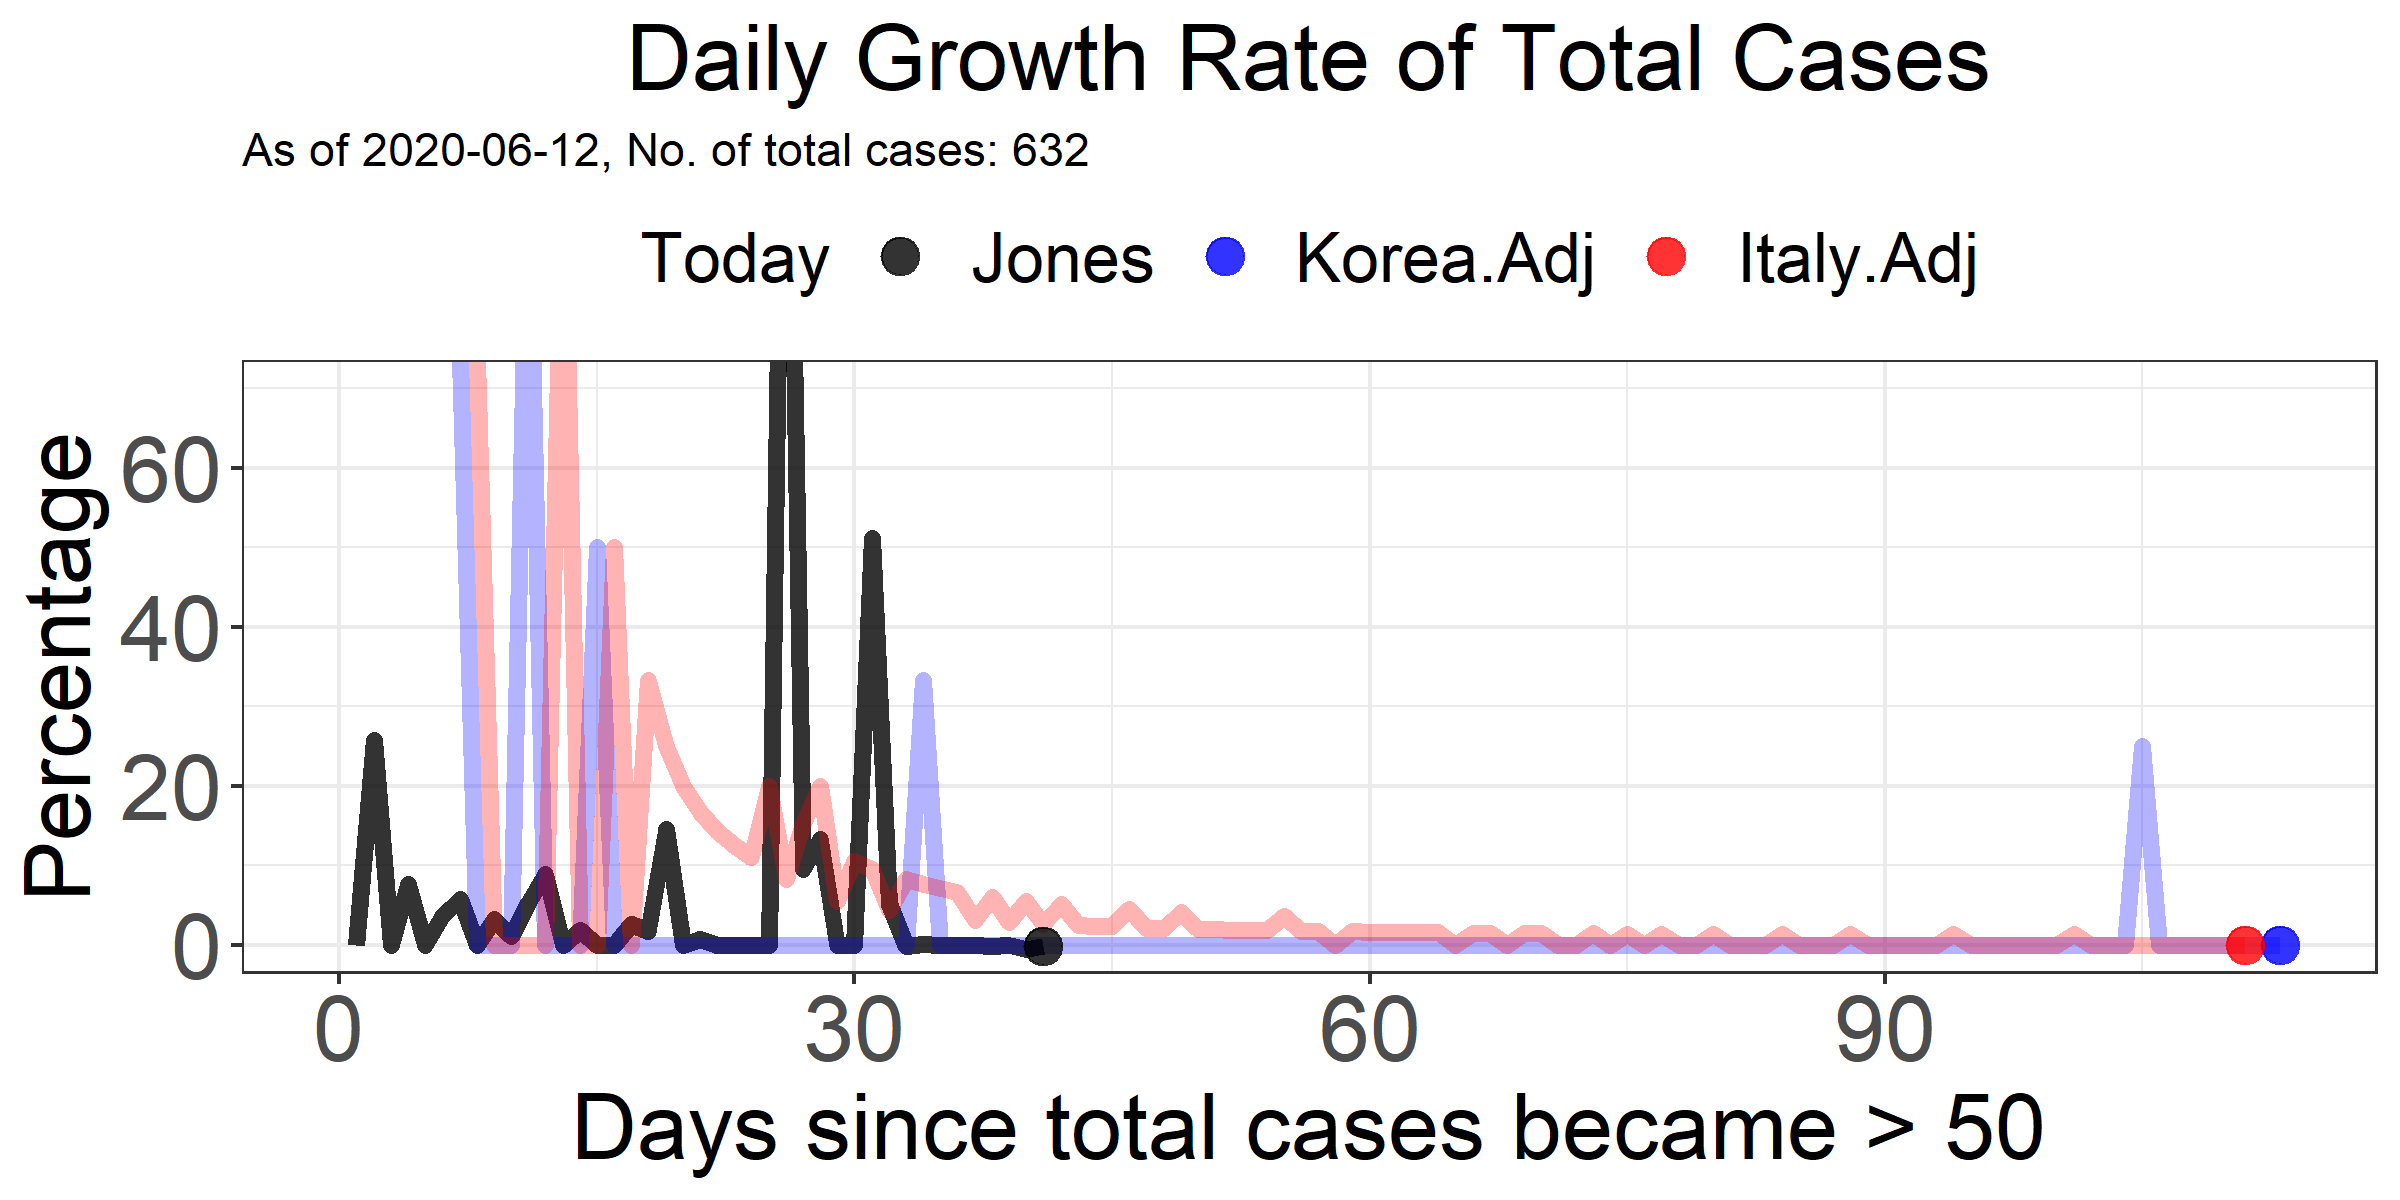 Daily Growth Rate of Total Cases
As of 2020-06-12, No. of total cases: 632
Today Jones Korea.Adj Italy.Adj
Percentage
60
40
20
0
0 30 60 90
Days since total cases became > 50